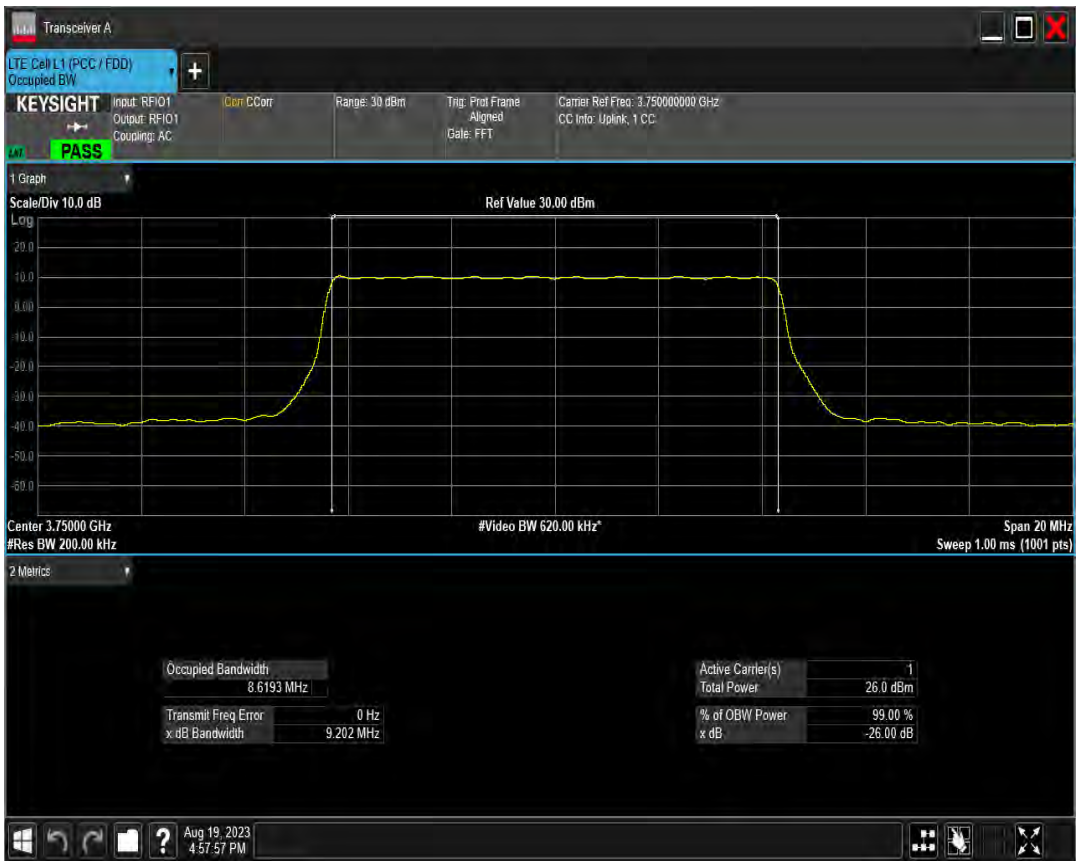 Transceiver A
LTE Cell L1 (PCC / FDD)
Occupied BW
+
KEYSIGHT
LXI
PASS
Input: RFIO1
Output: RFIO1
Coupling: AC
Corr CCorr
Range: 30 dBm
Trig: Prot Frame
Aligned
Gate: FFT
Carrier Ref Freq: 3.750000000 GHz
CC Info: Uplink, 1 CC
1 Graph
Scale/Div 10.0 dB
Ref Value 30.00 dBm
Log
20.0
10.0
0.00
-10.0
-20.0
-30.0
-40.0
-50.0
-60.0
Center 3.75000 GHz
#Video BW 620.00 kHz*
Span 20 MHz
#Res BW 200.00 kHz
Sweep 1.00 ms (1001 pts)
2 Metrics
Occupied Bandwidth
8.6193 MHz
Transmit Freq Error 0 Hz
x dB Bandwidth 9.202 MHz
Active Carrier(s) 1
Total Power 26.0 dBm
% of OBW Power 99.00 %
x dB -26.00 dB
?
Aug 19, 2023
4:57:57 PM